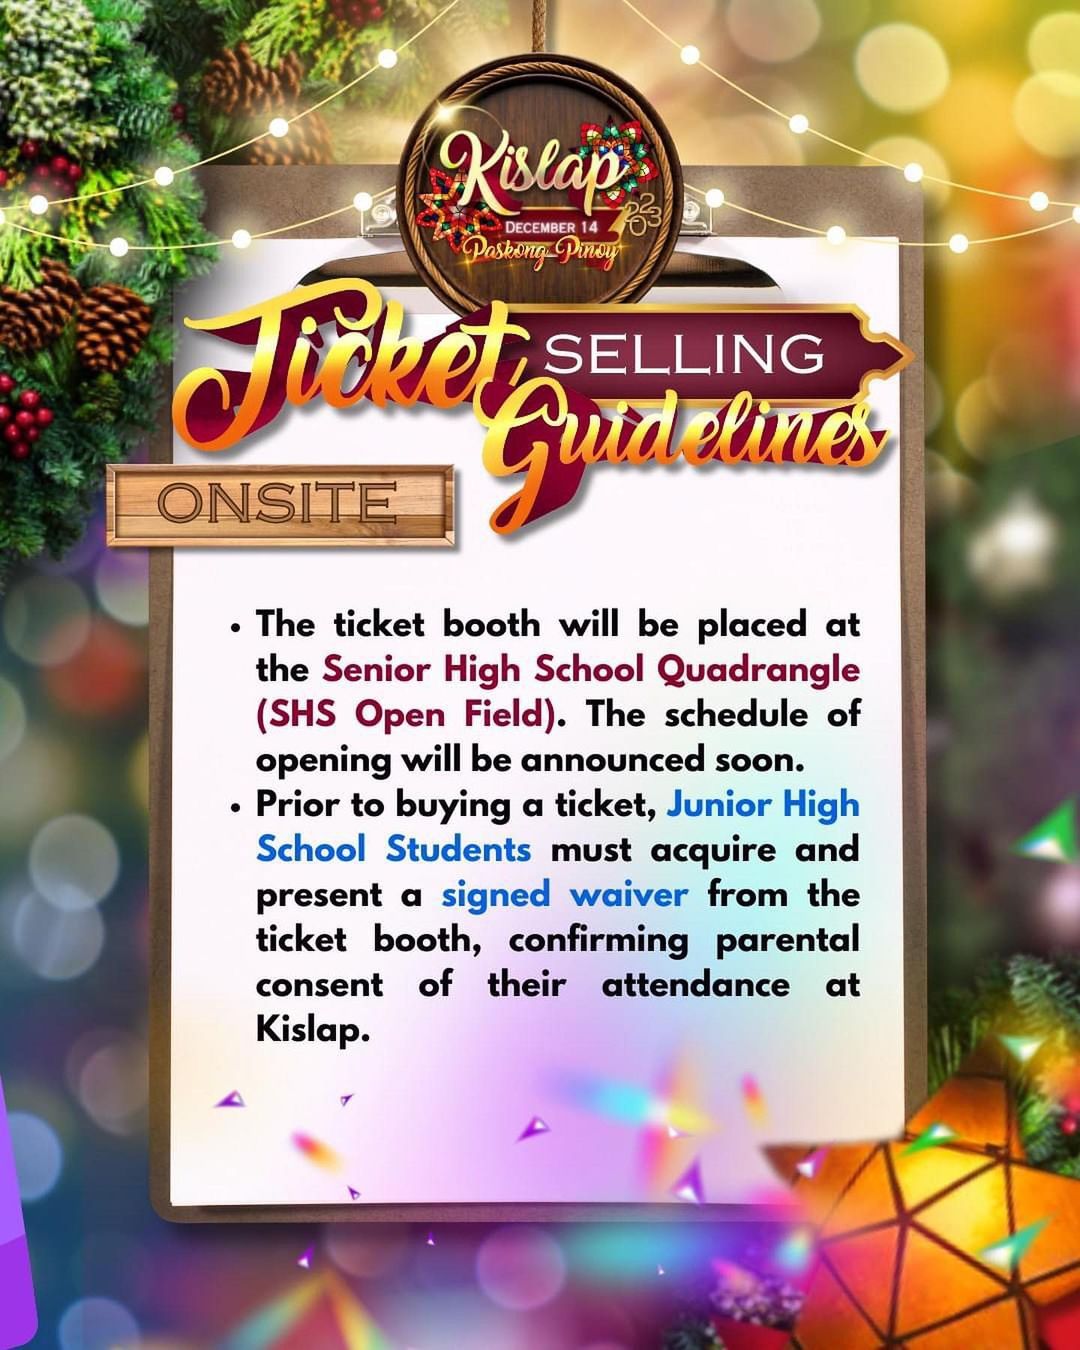 Kislap
2023
DECEMBER 14
Paskong Pinoy
Ticket SELLING
Guidelines
ONSITE
• The ticket booth will be placed at
the Senior High School Quadrangle
(SHS Open Field). The schedule of
opening will be announced soon.
• Prior to buying a ticket, Junior High
School Students must acquire and
present a signed waiver from the
ticket booth, confirming parental
consent of their attendance at
Kislap.